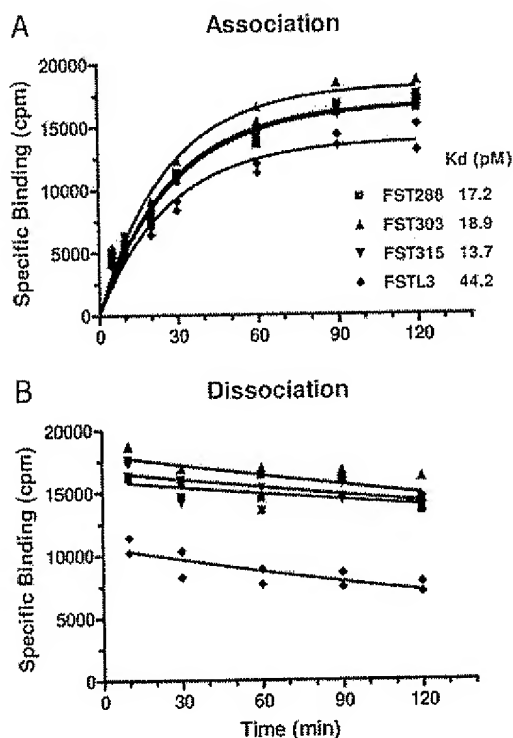 A
Association
Specific Binding (cpm)
20000
15000
10000
5000
0
0 30 60 90 120
Kd (pM)
FST288 17.2
FST303 18.9
FST315 13.7
FSTL3 44.2
B
Dissociation
Specific Binding (cpm)
20000
15000
10000
5000
0
0 30 60 90 120
Time (min)